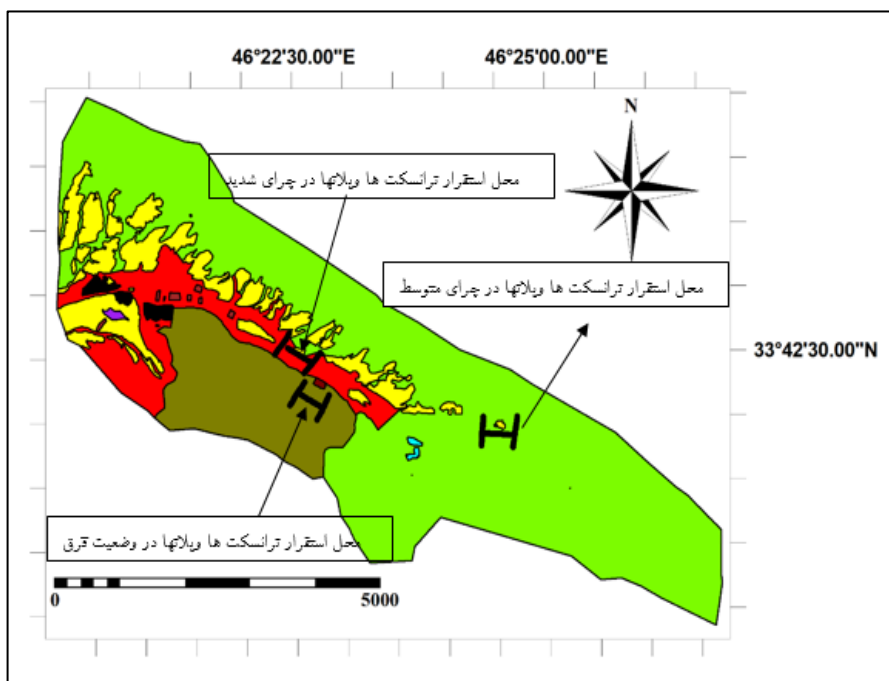 46°22'30.00"E
46°25'00.00"E
N
محل استقرار ترانسکت ها وپلاتها در چرای شدید
محل استقرار ترانسکت ها وپلاتها در چرای متوسط
33°42'30.00"N
محل استقرار ترانسکت ها وپلاتها در وضعیت قرق
0
5000